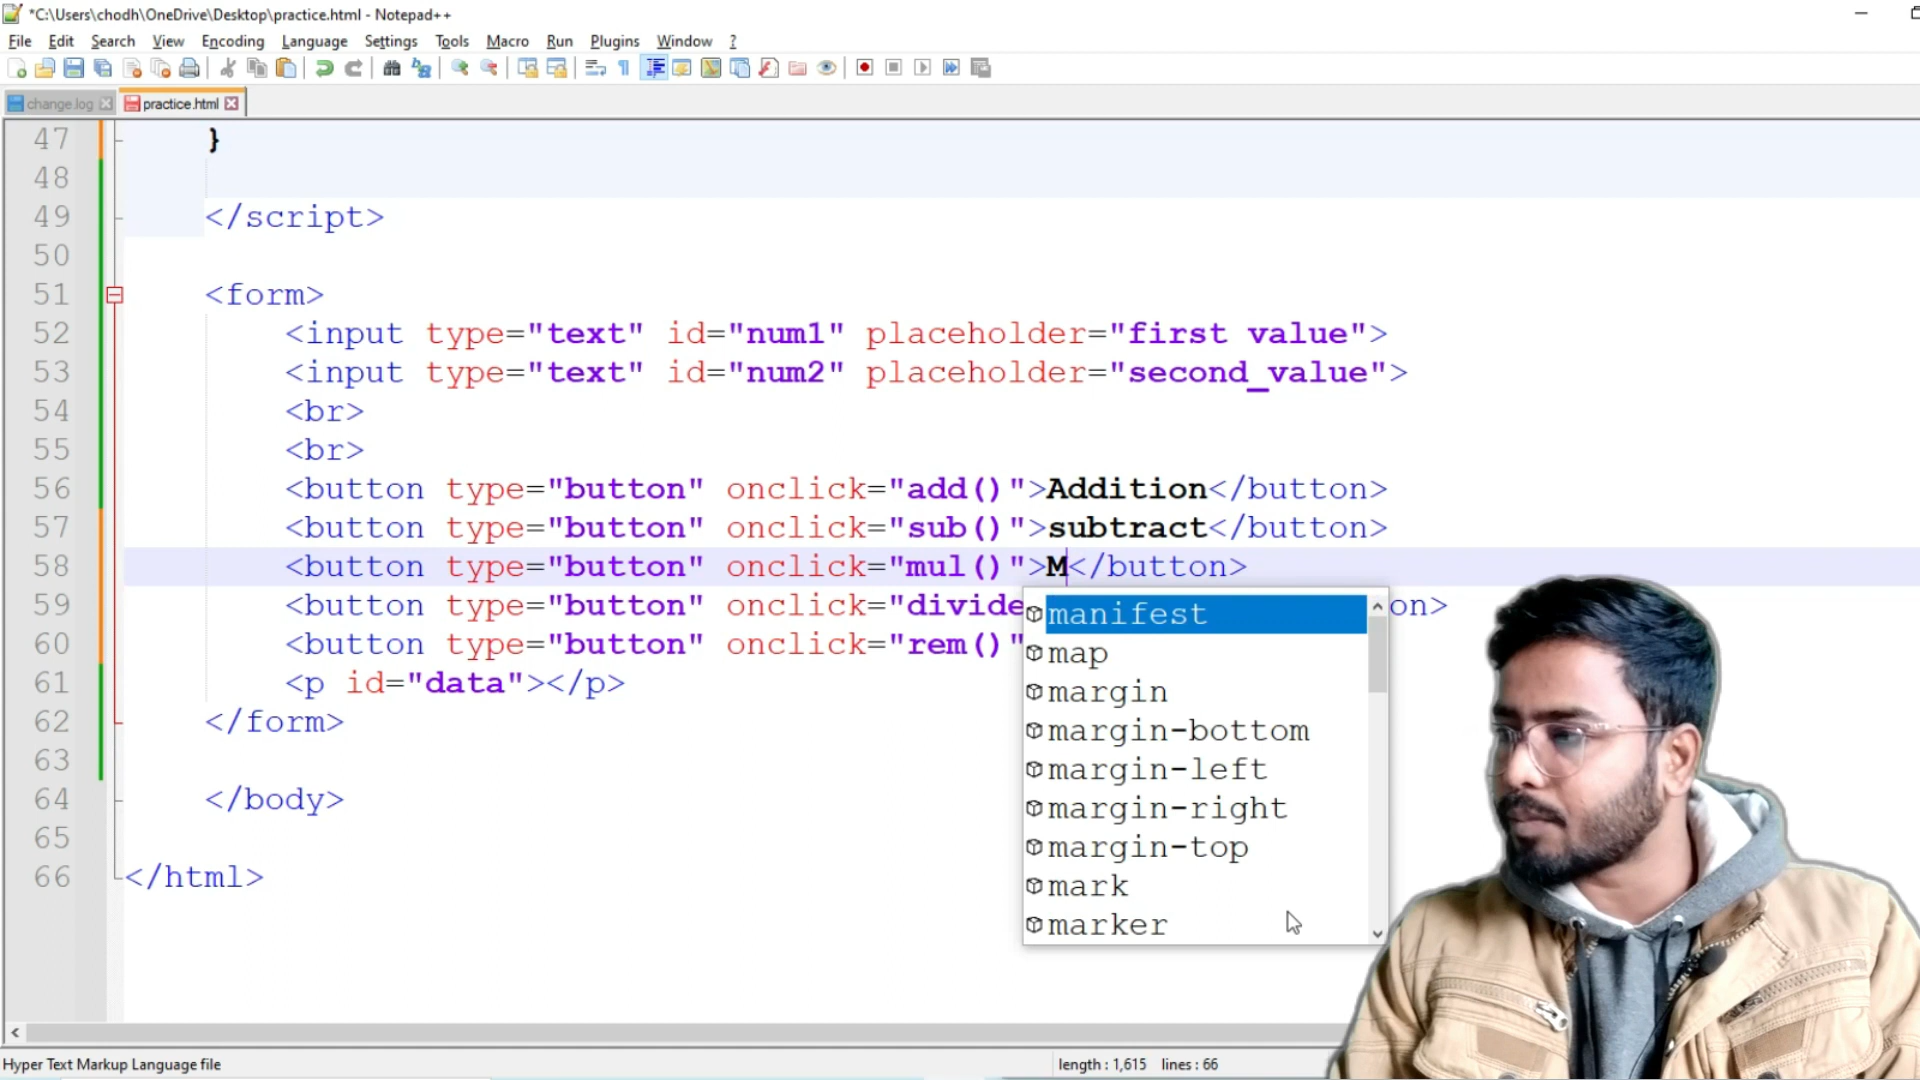 *C:\Users\chodh\OneDrive\Desktop\practice.html - Notepad++
File Edit Search View Encoding Language Settings Tools Macro Run Plugins Window ?
change.log practice.html
47 }
48
49 </script>
50
51 <form>
52 <input type="text" id="num1" placeholder="first value">
53 <input type="text" id="num2" placeholder="second_value">
54 <br>
55 <br>
56 <button type="button" onclick="add()">Addition</button>
57 <button type="button" onclick="sub()">subtract</button>
58 <button type="button" onclick="mul()">M</button>
59 <button type="button" onclick="divide on>
60 <button type="button" onclick="rem()"
61 <p id="data"></p>
62 </form>
63
64 </body>
65
66 </html>
manifest
map
margin
margin-bottom
margin-left
margin-right
margin-top
mark
marker
Hyper Text Markup Language file length : 1,615 lines : 66